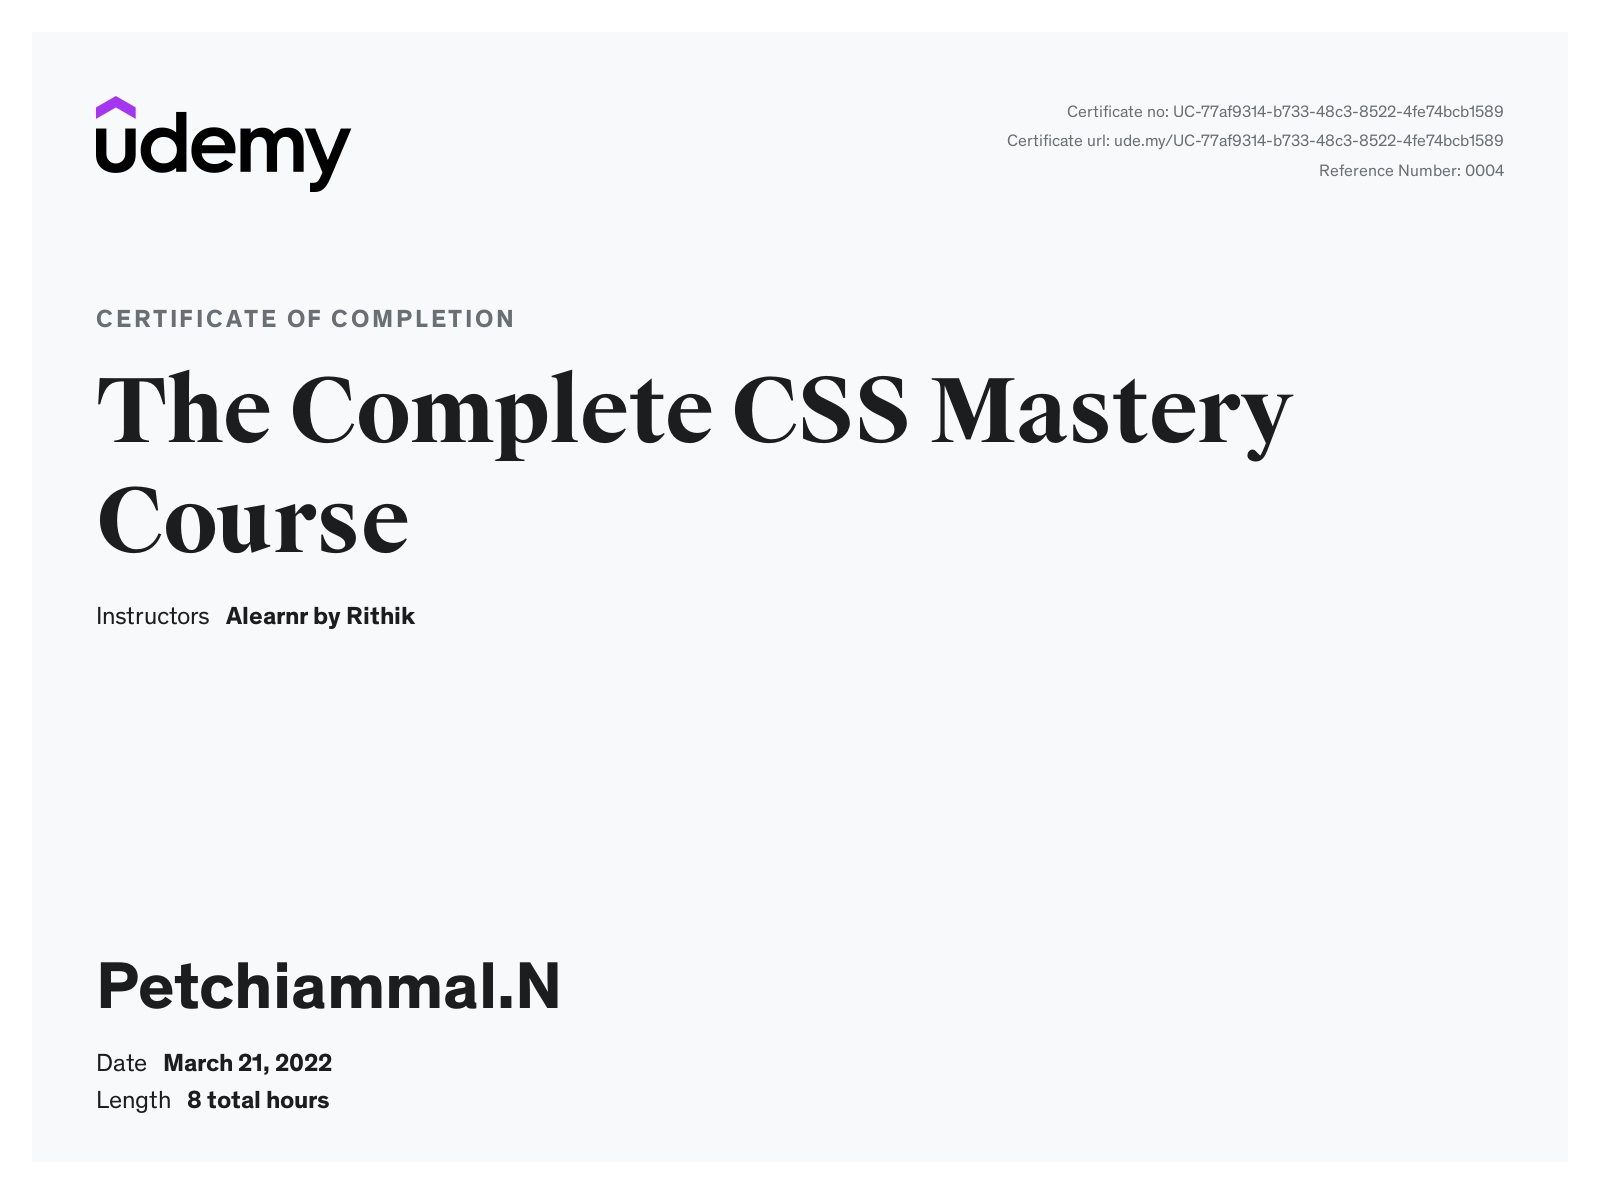 udemy
Certificate no: UC-77af9314-b733-48c3-8522-4fe74bcb1589
Certificate url: ude.my/UC-77af9314-b733-48c3-8522-4fe74bcb1589
Reference Number: 0004
CERTIFICATE OF COMPLETION
The Complete CSS Mastery
Course
Instructors Alearnr by Rithik
Petchiammal.N
Date March 21, 2022
Length 8 total hours